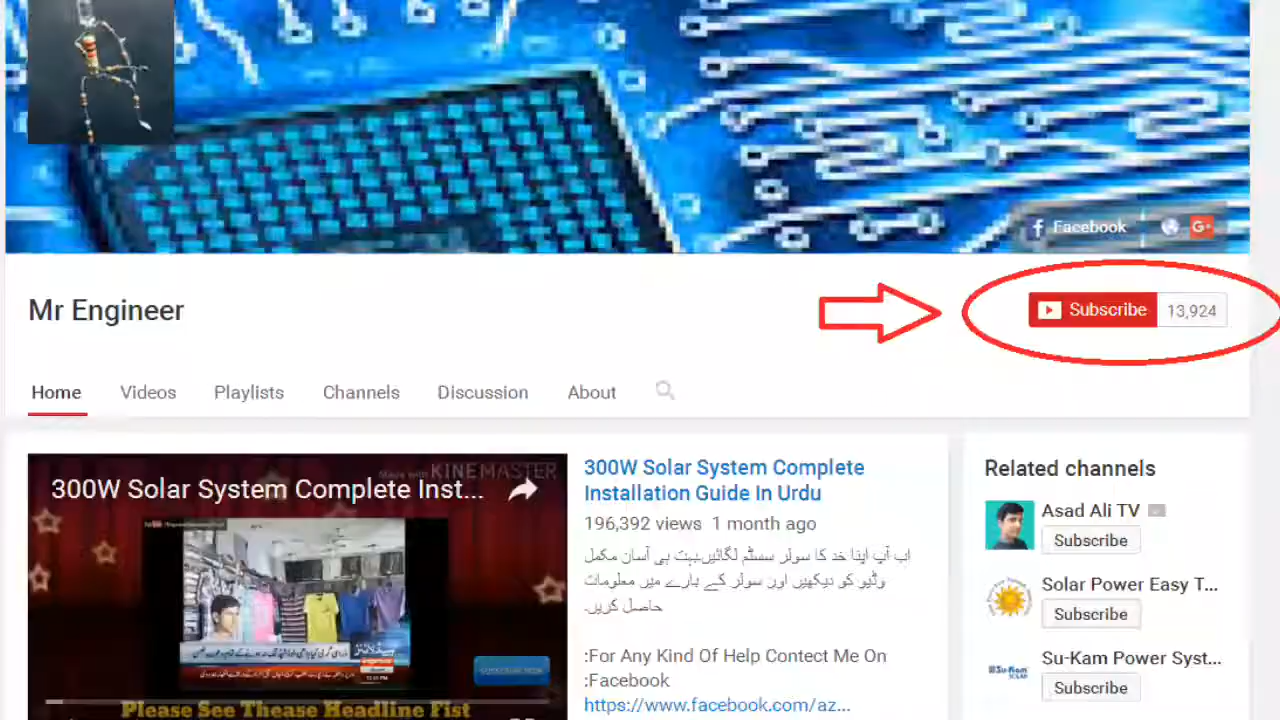 Facebook
G+
Mr Engineer
Subscribe 13,924
Home Videos Playlists Channels Discussion About
Made with KINEMASTER
300W Solar System Complete Inst...
Please See Thease Headline Fist
300W Solar System Complete
Installation Guide In Urdu
196,392 views 1 month ago
اب آپ اپنا خد کا سولر سسٹم لگائیں۔بہت ہی آسان مکمل
وڈیو کو دیکھیں اور سولر کے بارے میں معلومات
حاصل کریں۔
:For Any Kind Of Help Contect Me On
:Facebook
https://www.facebook.com/az...
Related channels
Asad Ali TV
Subscribe
Solar Power Easy T...
Subscribe
Su-Kam Power Syst...
Subscribe